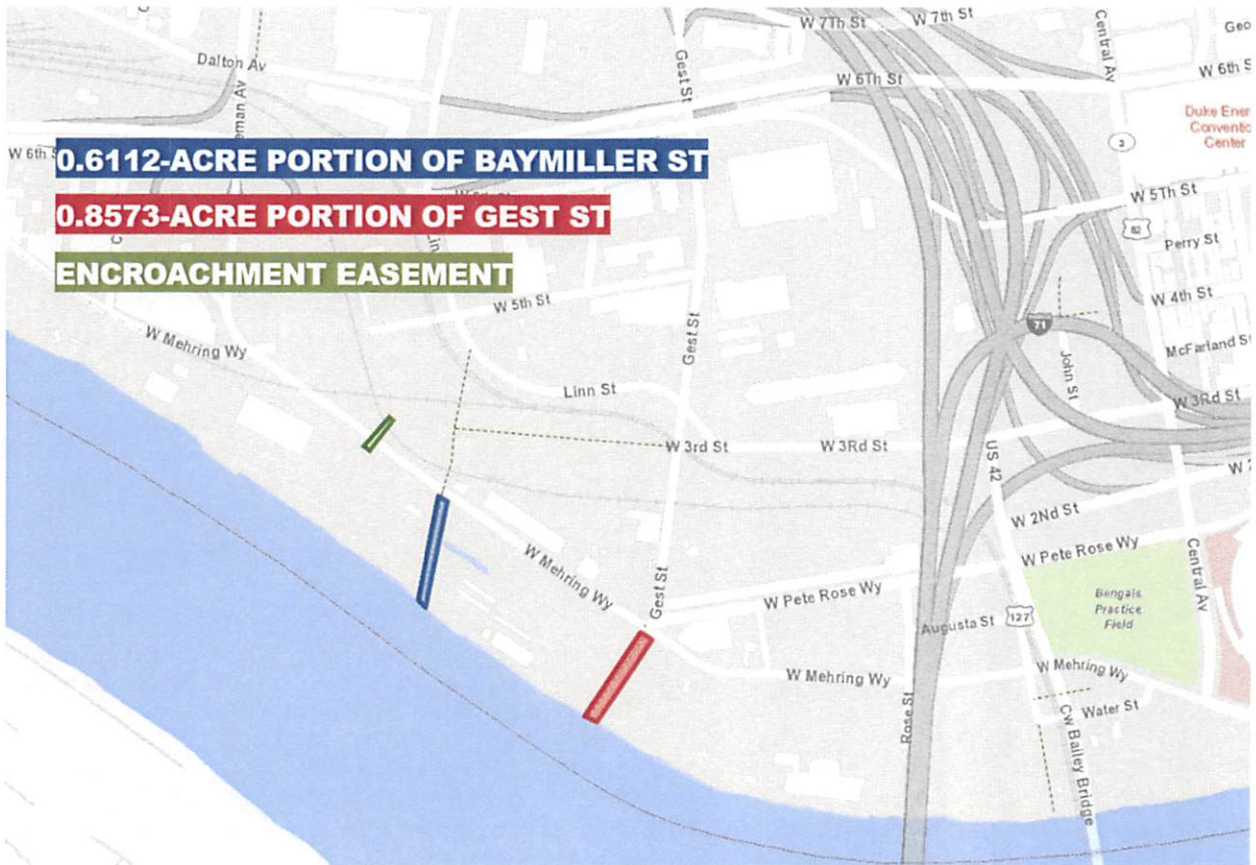 W 7Th St
W 7th St
Central Av
Dalton Av
Gest St
W 6Th St
W 6th S
Duke Ener
Conventic
Center
3
W 6th
0.6112-ACRE PORTION OF BAYMILLER ST
0.8573-ACRE PORTION OF GEST ST
ENCROACHMENT EASEMENT
W 5Th St
52
Perry St
W 5th St
W 4th St
W Mehring Wy
Gest St
71
John St
McFarland St
Linn St
W 3Rd St
W 3rd St
W 3Rd St
US 42
W 2Nd St
W Mehring Wy
W Pete Rose Wy
Central Av
Gest St
W Pete Rose Wy
Bengals
Practice
Field
Augusta St
127
W Mehring Wy
W Mehring Wy
Rose St
Water St
CW Bailey Bridge